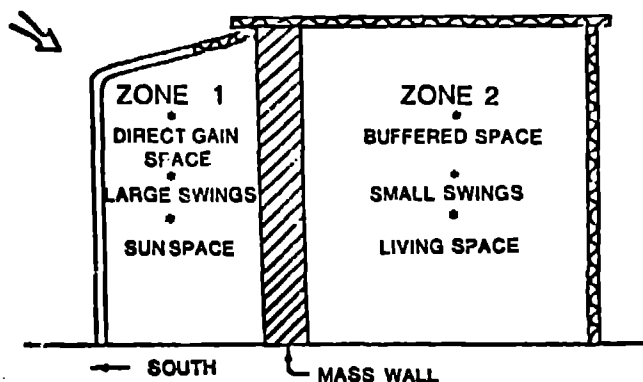 ZONE 1
DIRECT GAIN
SPACE
LARGE SWINGS
SUNSPACE
ZONE 2
BUFFERED SPACE
SMALL SWINGS
LIVING SPACE
SOUTH
MASS WALL